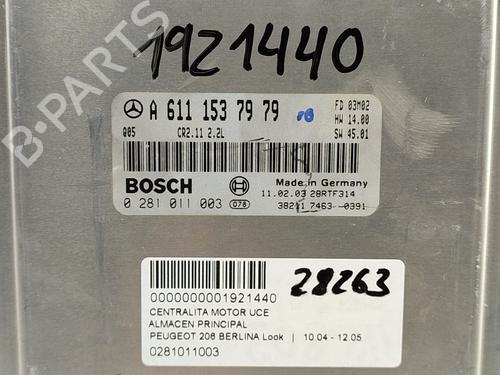 1921440
A 611 153 79 79
Q05
CR2.11 2.2L
FD 03M02
HW 14.00
SW 45.01
BOSCH
0 281 011 003
078
Made in Germany
11.02.03 28RTF314
7463 0391
28263
0000000001921440
CENTRALITA MOTOR UCE
ALMACEN PRINCIPAL
PEUGEOT 206 BERLINA Look | 10.04 - 12.05
0281011003
B-PARTS